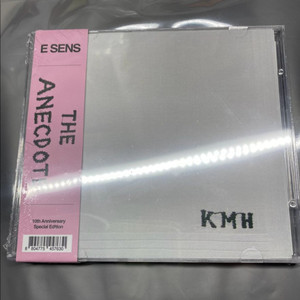 E SENS
THE
ANECDOT
10th Anniversary
Special Edition
KMH